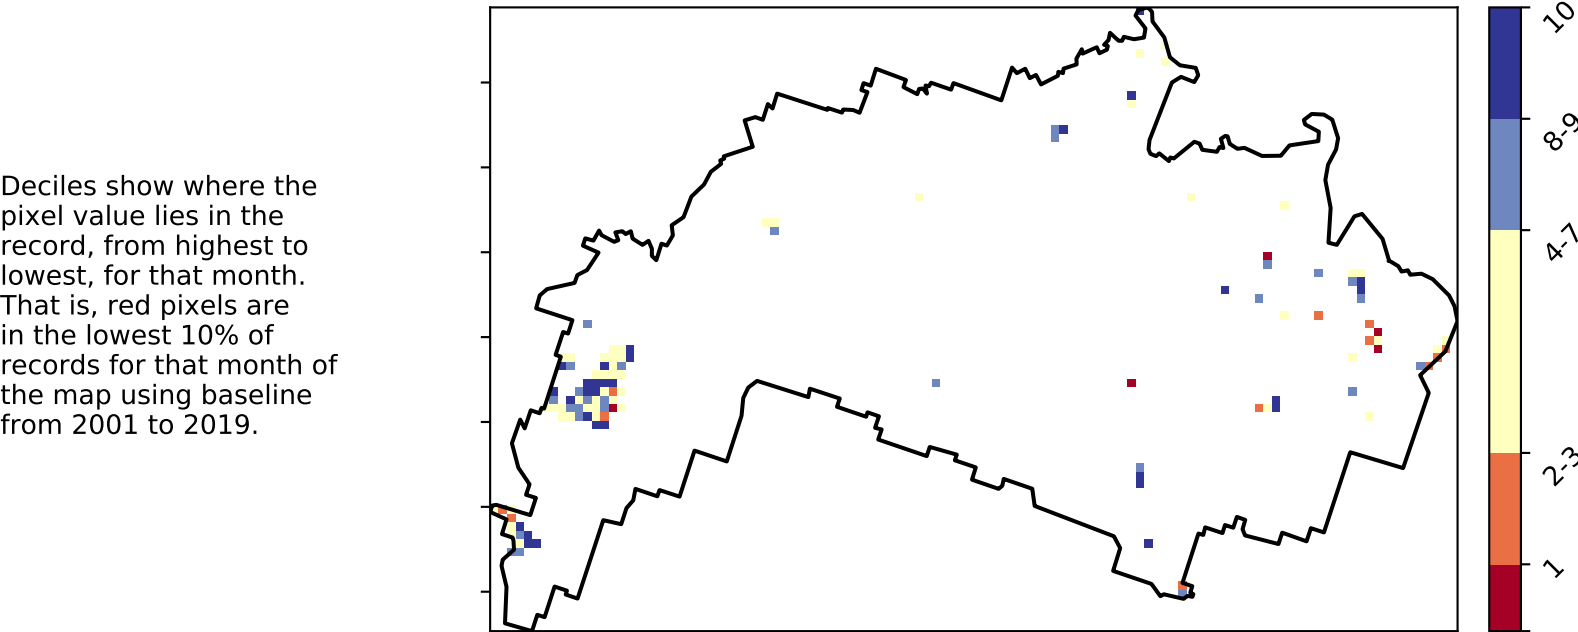 Deciles show where the
pixel value lies in the
record, from highest to
lowest, for that month.
That is, red pixels are
in the lowest 10% of
records for that month of
the map using baseline
from 2001 to 2019.
10
8-9
4-7
2-3
1